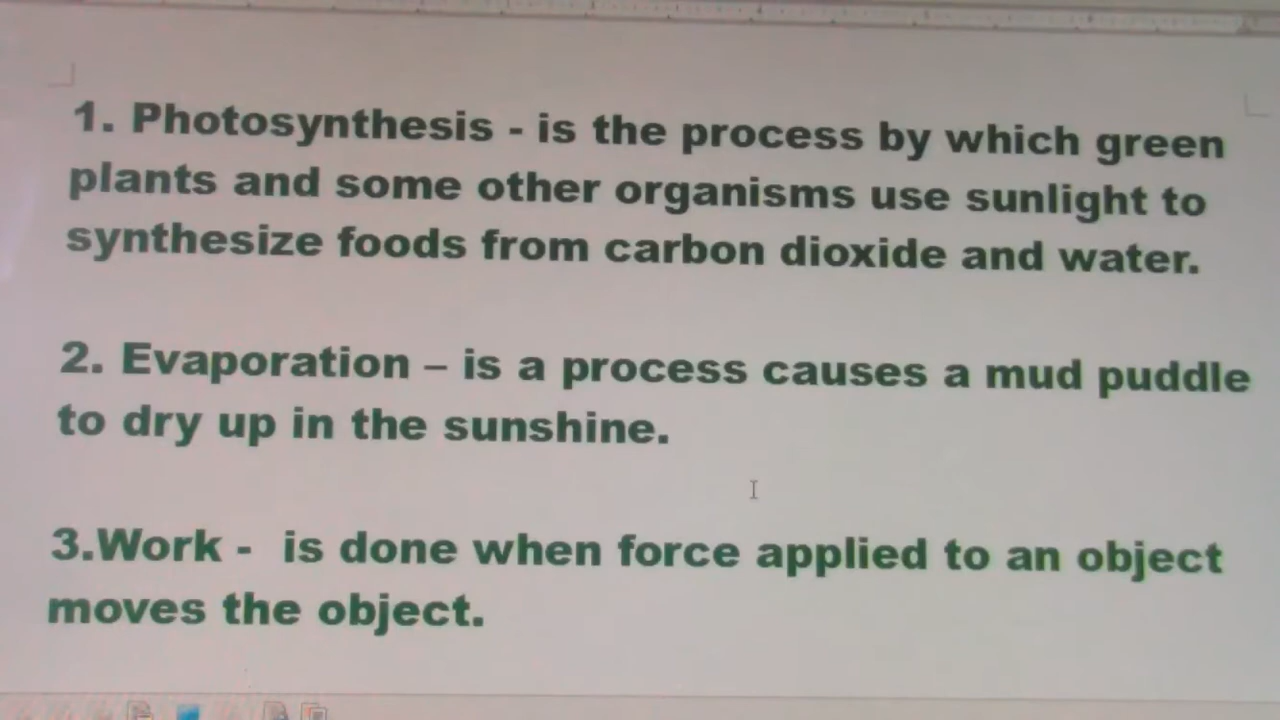 1. Photosynthesis - is the process by which green
plants and some other organisms use sunlight to
synthesize foods from carbon dioxide and water.
2. Evaporation – is a process causes a mud puddle
to dry up in the sunshine.
3.Work -  is done when force applied to an object
moves the object.